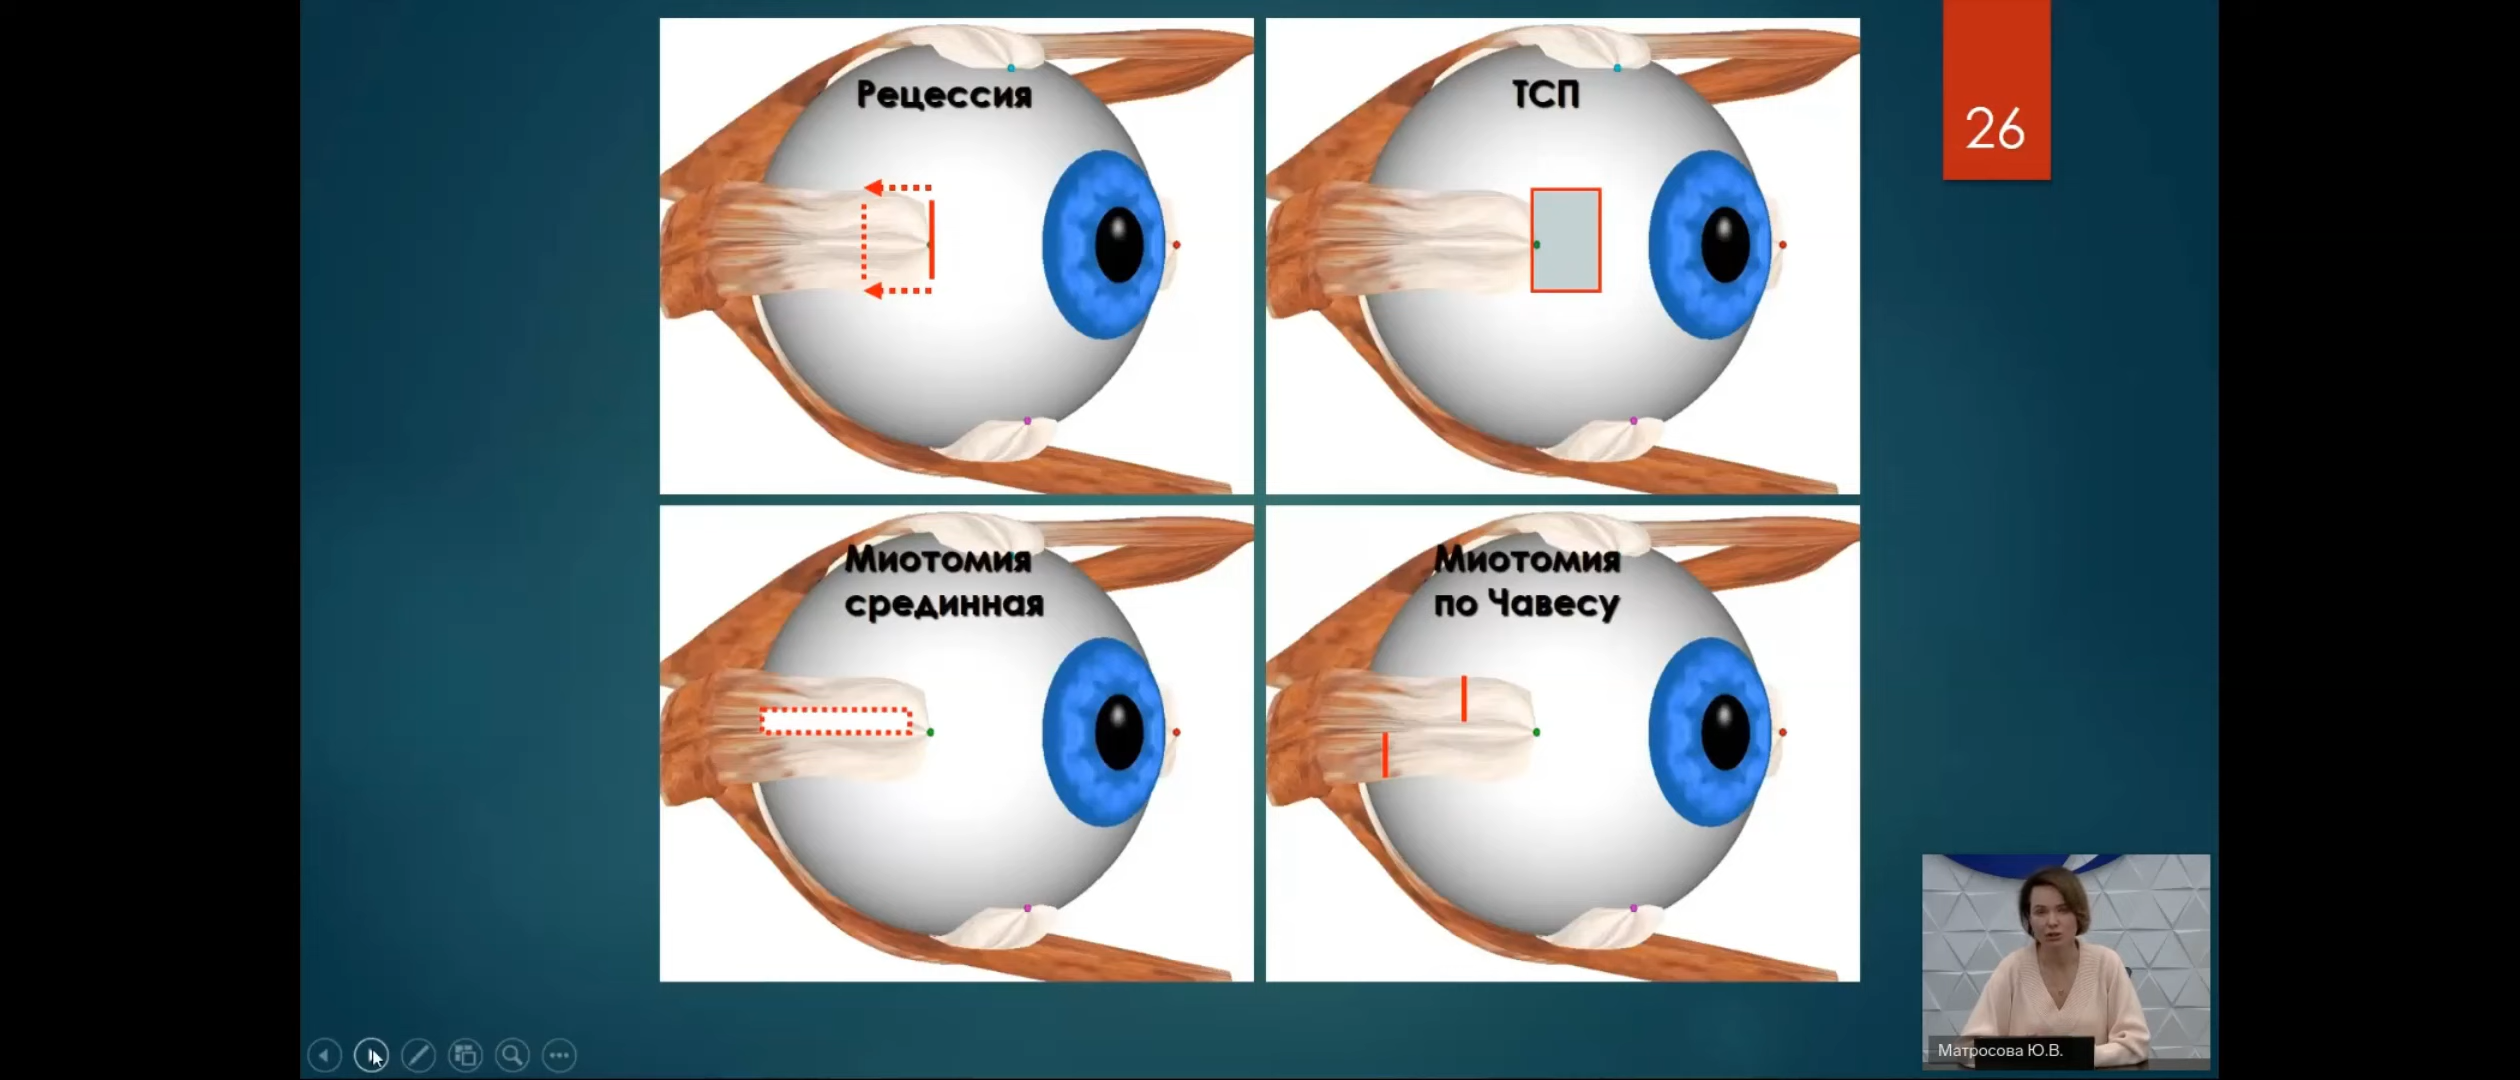 Рецессия
ТСП
26
Миотомия
срединная
Миотомия
по Чавесу
Матросова Ю.В.